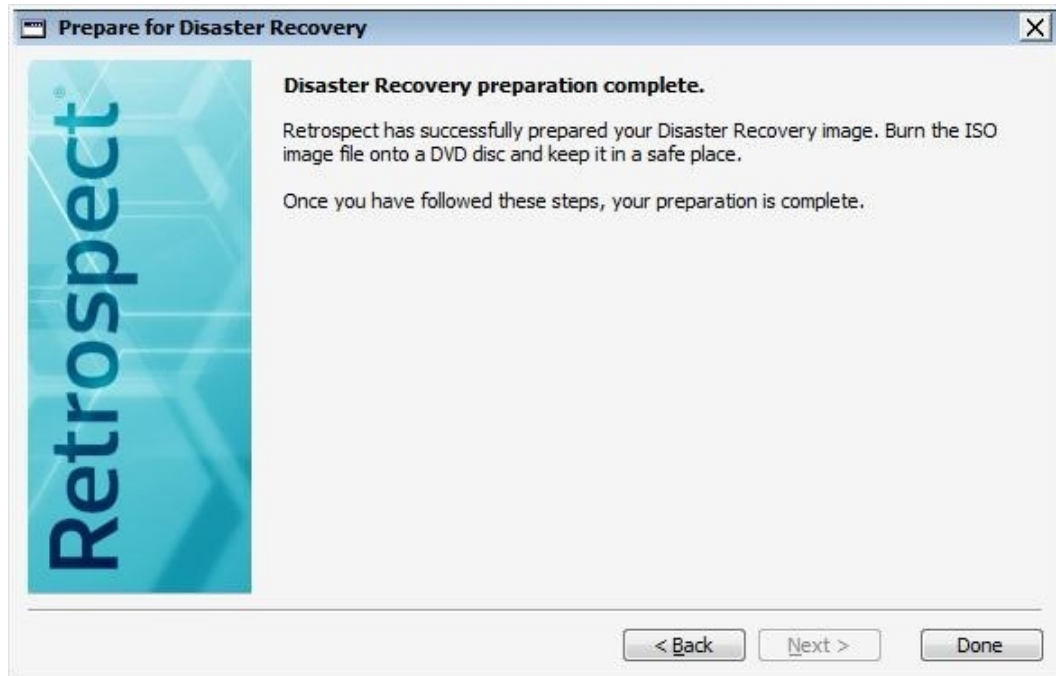 Prepare for Disaster Recovery
Retrospect®
Disaster Recovery preparation complete.
Retrospect has successfully prepared your Disaster Recovery image. Burn the ISO
image file onto a DVD disc and keep it in a safe place.
Once you have followed these steps, your preparation is complete.
< Back
Next >
Done